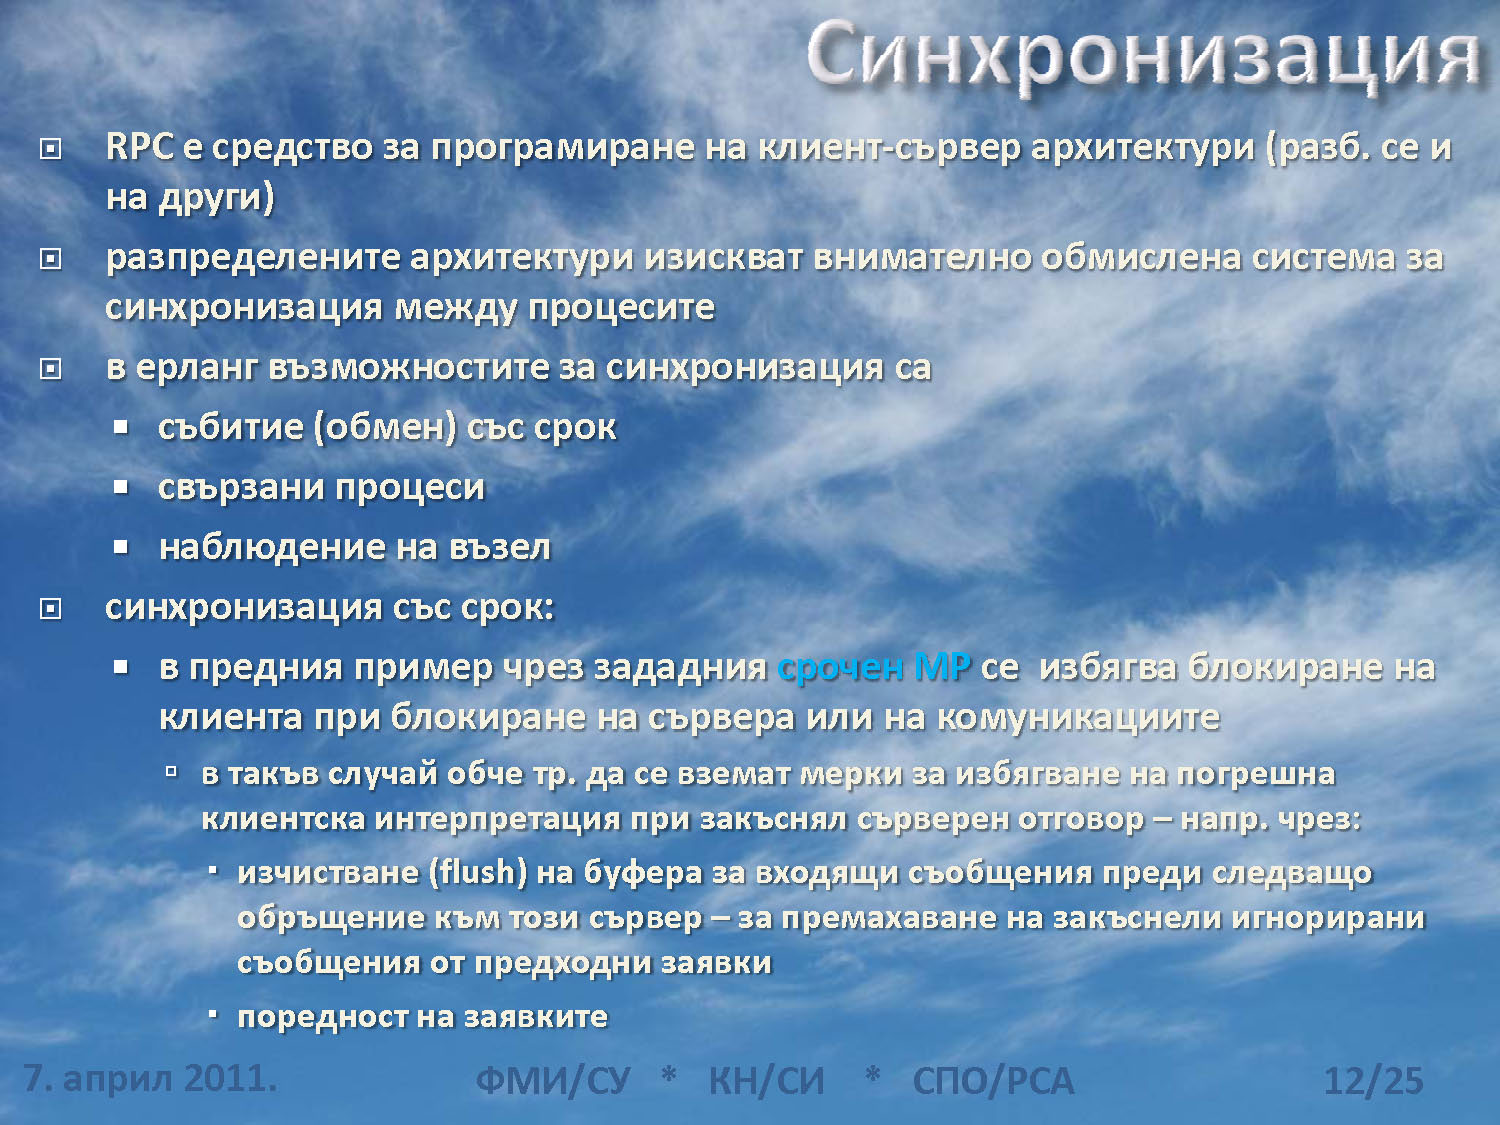 Синхронизация
RPC е средство за програмиране на клиент-сървер архитектури (разб. се и
на други)
разпределените архитектури изискват внимателно обмислена система за
синхронизация между процесите
в ерланг възможностите за синхронизация са
събитие (обмен) със срок
свързани процеси
наблюдение на възел
синхронизация със срок:
в предния пример чрез зададния срочен МР се избягва блокиране на
клиента при блокиране на сървера или на комуникациите
в такъв случай обче тр. да се вземат мерки за избягване на погрешна
клиентска интерпретация при закъснял сърверен отговор – напр. чрез:
изчистване (flush) на буфера за входящи съобщения преди следващо
обръщение към този сървер – за премахаване на закъснели игнорирани
съобщения от предходни заявки
поредност на заявките
7. април 2011. ФМИ/СУ * КН/СИ * СПО/РСА 12/25